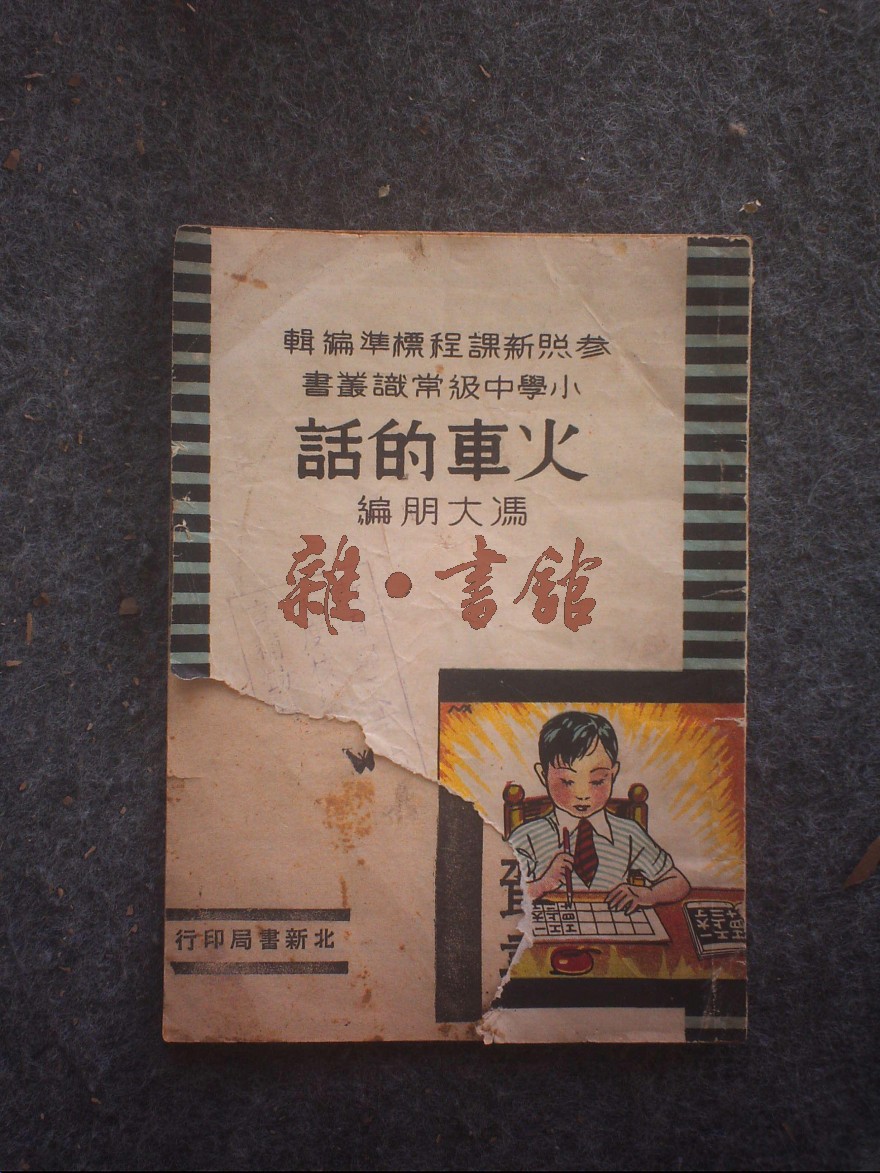 参照新課程標準編輯
小學中級常識叢書
火車的話
馮大朋編
雜·書館
北新書局印行